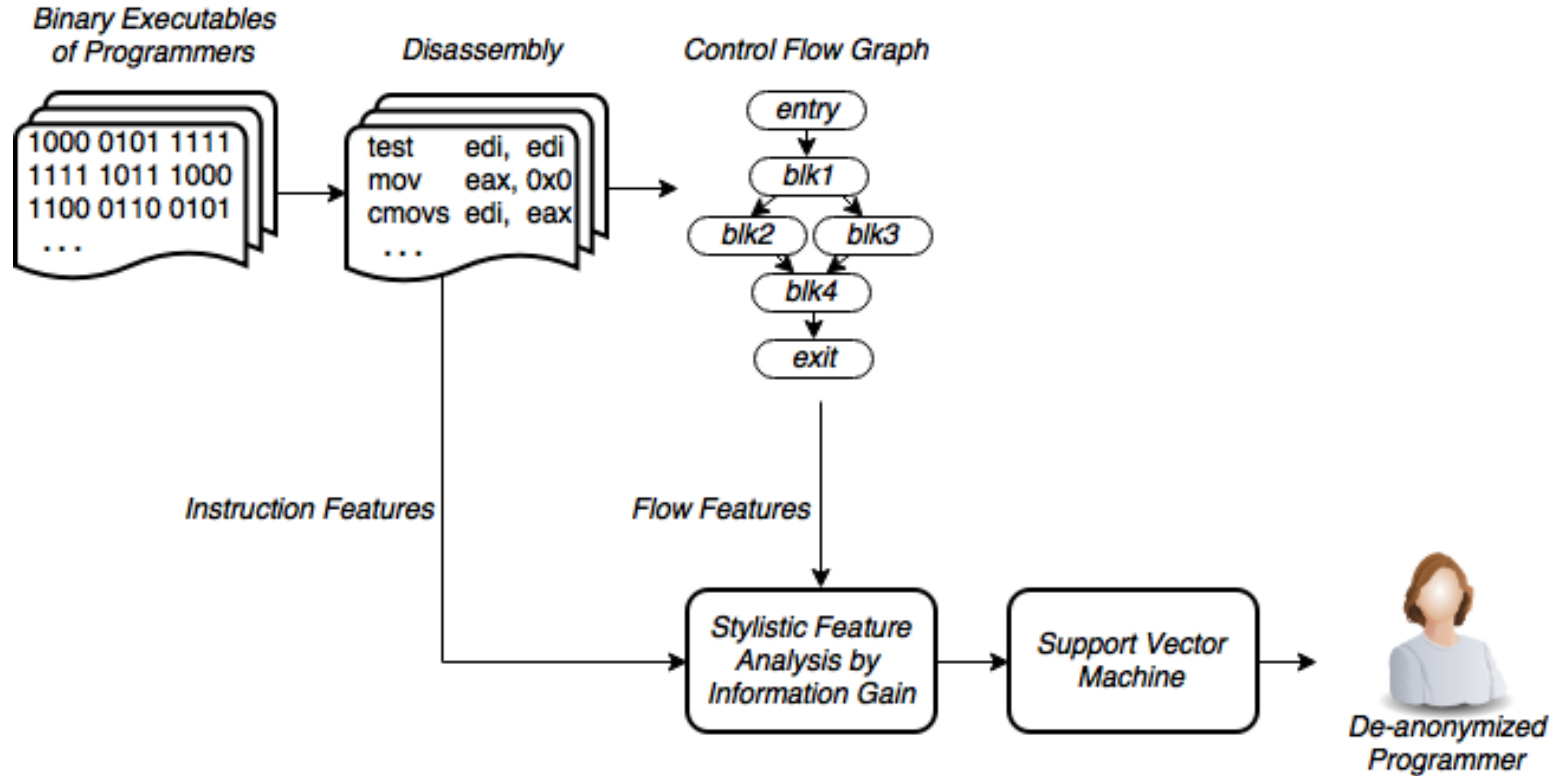 Binary Executables
of Programmers
Disassembly
Control Flow Graph
1000 0101 1111
1111 1011 1000
1100 0110 0101
. . .
test edi, edi
mov eax, 0x0
cmovs edi, eax
. . .
entry
blk1
blk2
blk3
blk4
exit
Instruction Features
Flow Features
Stylistic Feature
Analysis by
Information Gain
Support Vector
Machine
De-anonymized
Programmer